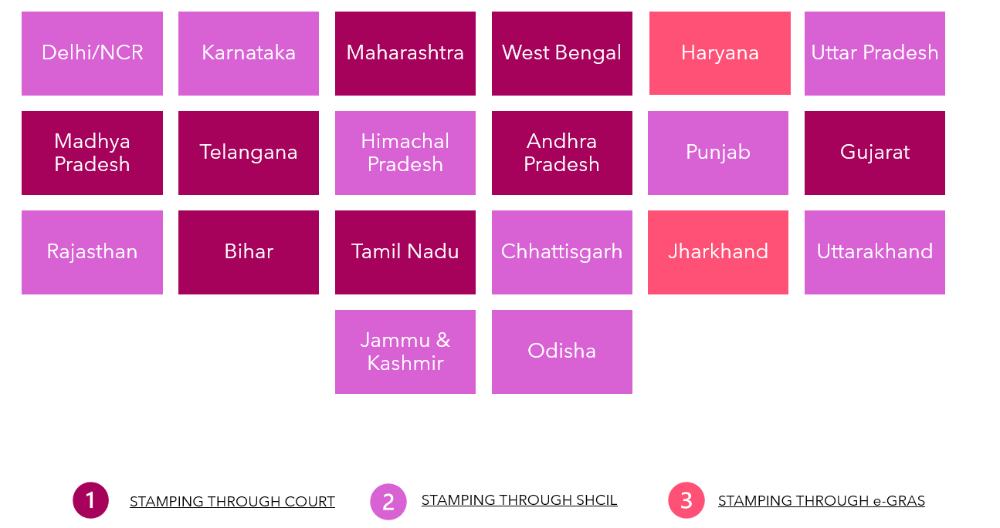 Delhi/NCR
Karnataka
Maharashtra
West Bengal
Haryana
Uttar Pradesh
Madhya
Pradesh
Telangana
Himachal
Pradesh
Andhra
Pradesh
Punjab
Gujarat
Rajasthan
Bihar
Tamil Nadu
Chhattisgarh
Jharkhand
Uttarakhand
Jammu &
Kashmir
Odisha
1 STAMPING THROUGH COURT
2 STAMPING THROUGH SHCIL
3 STAMPING THROUGH e-GRAS